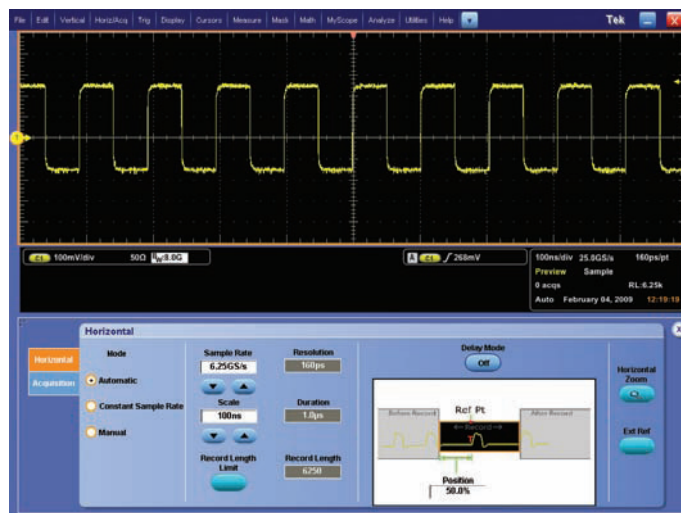 File Edit Vertical Horiz/Acq Trig Display Cursors Measure Mask Math MyScope Analyze Utilities Help Tek X
1
C1 100mV/div 50Ω BW:8.0G A C1 268mV 100ns/div 25.0GS/s 160ps/pt
Preview Sample
0 acqs RL:6.25k
Auto February 04, 2009 12:19:19
Horizontal X
Horizontal
Acquisition
Mode
Automatic
Constant Sample Rate
Manual
Sample Rate
6.25GS/s
Scale
100ns
Record Length
Limit
Resolution
160ps
Duration
1.0µs
Record Length
6250
Delay Mode
Off
Before Record
Ref Pt
Record
After Record
T
Position
50.0%
Horizontal
Zoom
Ext Ref